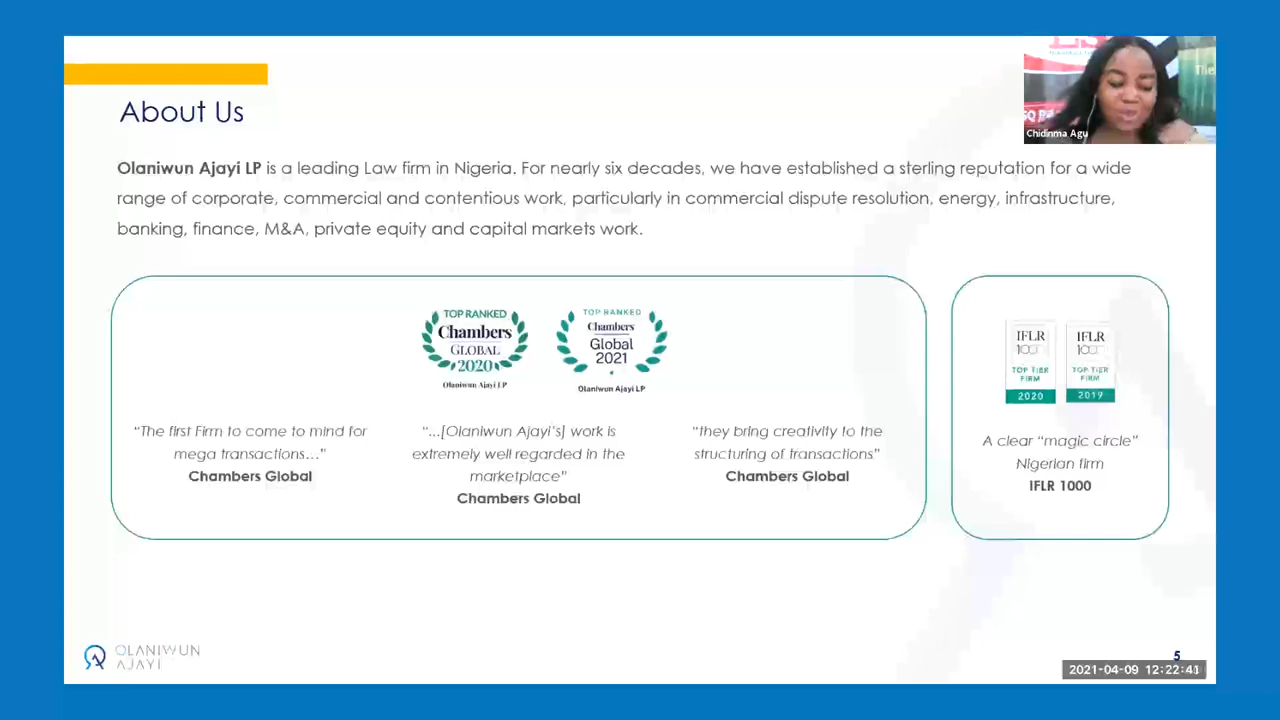 About Us
Chidinma Agu
The
Olaniwun Ajayi LP is a leading Law firm in Nigeria. For nearly six decades, we have established a sterling reputation for a wide
range of corporate, commercial and contentious work, particularly in commercial dispute resolution, energy, infrastructure,
banking, finance, M&A, private equity and capital markets work.
TOP RANKED
Chambers
GLOBAL
2020
Olaniwun Ajayi LP
TOP RANKED
Chambers
Global
2021
Olaniwun Ajayi LP
"The first Firm to come to mind for
mega transactions..."
Chambers Global
"...[Olaniwun Ajayi's] work is
extremely well regarded in the
marketplace"
Chambers Global
"they bring creativity to the
structuring of transactions"
Chambers Global
IFLR
1000
TOP TIER
FIRM
2020
IFLR
1000
TOP TIER
FIRM
2019
A clear "magic circle"
Nigerian firm
IFLR 1000
OLANIWUN
AJAYI
5
2021-04-09 12:22:41